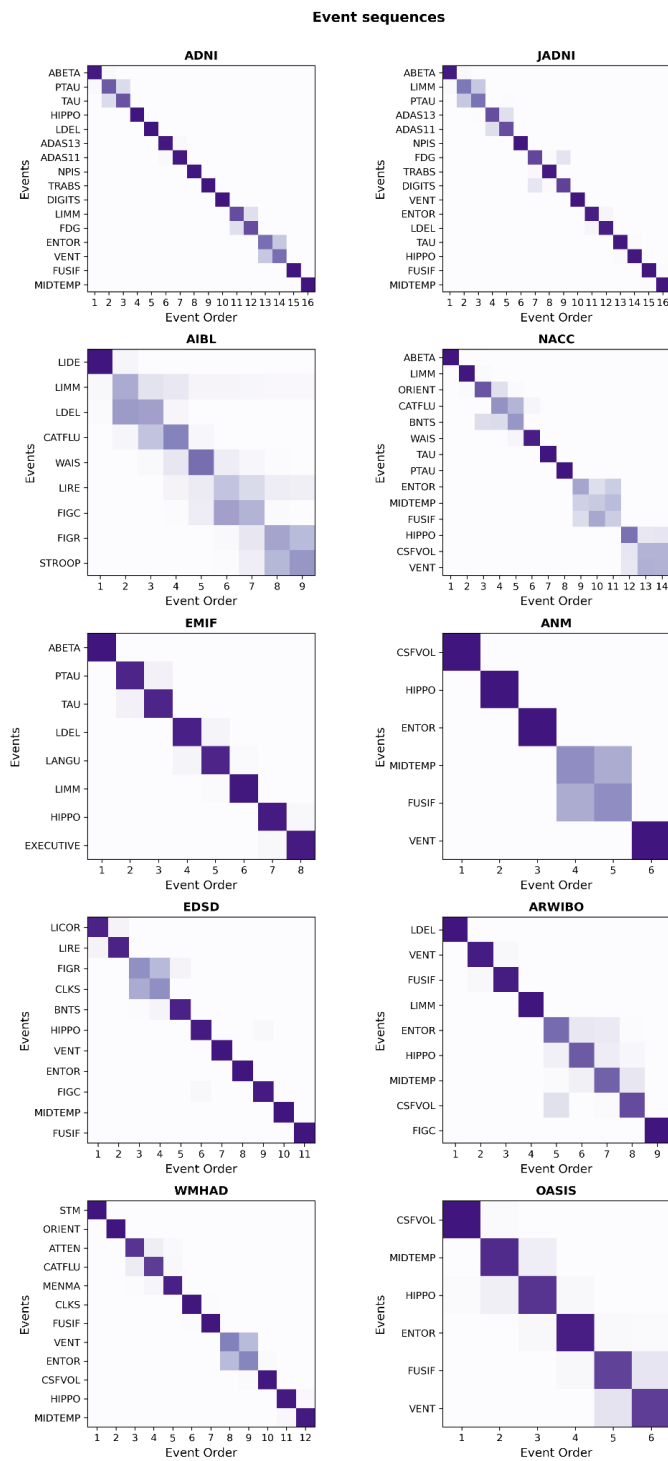 Event sequences
ADNI
ABETA
PTAU
TAU
HIPPO
LDEL
ADAS13
ADAS11
NPIS
TRABS
DIGITS
LIMM
FDG
ENTOR
VENT
FUSIF
MIDTEMP
Events
1 2 3 4 5 6 7 8 9 10 11 12 13 14 15 16
Event Order
JADNI
ABETA
LIMM
PTAU
ADAS13
ADAS11
NPIS
FDG
TRABS
DIGITS
VENT
ENTOR
LDEL
TAU
HIPPO
FUSIF
MIDTEMP
Events
1 2 3 4 5 6 7 8 9 10 11 12 13 14 15 16
Event Order
AIBL
LIDE
LIMM
LDEL
CATFLU
WAIS
LIRE
FIGC
FIGR
STROOP
Events
1 2 3 4 5 6 7 8 9
Event Order
NACC
ABETA
LIMM
ORIENT
CATFLU
BNTS
WAIS
TAU
PTAU
ENTOR
MIDTEMP
FUSIF
HIPPO
CSFVOL
VENT
Events
1 2 3 4 5 6 7 8 9 10 11 12 13 14
Event Order
EMIF
ABETA
PTAU
TAU
LDEL
LANGU
LIMM
HIPPO
EXECUTIVE
Events
1 2 3 4 5 6 7 8
Event Order
ANM
CSFVOL
HIPPO
ENTOR
MIDTEMP
FUSIF
VENT
Events
1 2 3 4 5 6
Event Order
EDSD
LICOR
LIRE
FIGR
CLKS
BNTS
HIPPO
VENT
ENTOR
FIGC
MIDTEMP
FUSIF
Events
1 2 3 4 5 6 7 8 9 10 11
Event Order
ARWIBO
LDEL
VENT
FUSIF
LIMM
ENTOR
HIPPO
MIDTEMP
CSFVOL
FIGC
Events
1 2 3 4 5 6 7 8 9
Event Order
WMHAD
STM
ORIENT
ATTEN
CATFLU
MENMA
CLKS
FUSIF
VENT
ENTOR
CSFVOL
HIPPO
MIDTEMP
Events
1 2 3 4 5 6 7 8 9 10 11 12
Event Order
OASIS
CSFVOL
MIDTEMP
HIPPO
ENTOR
FUSIF
VENT
Events
1 2 3 4 5 6
Event Order